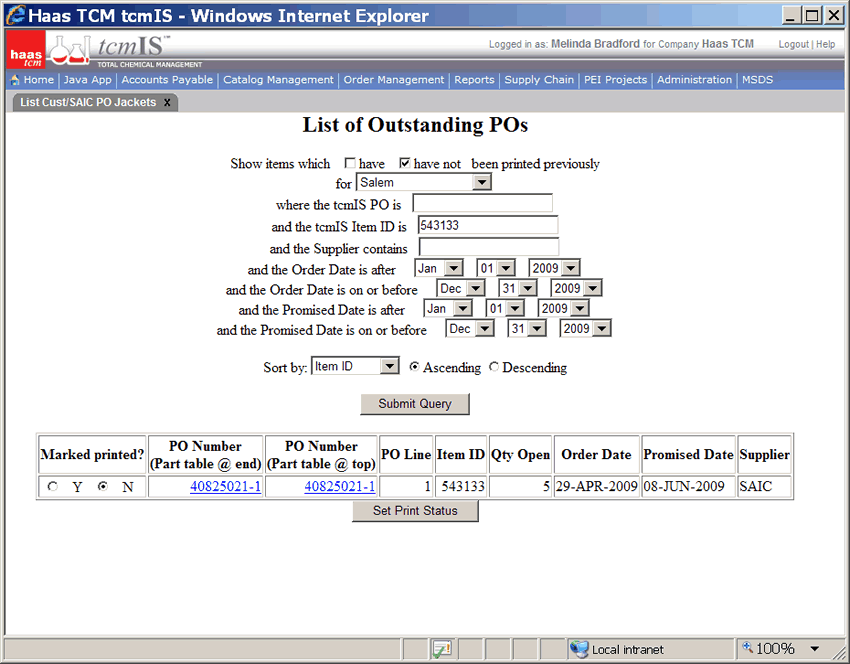 Haas TCM tcmIS - Windows Internet Explorer
haas tcm
tcmIS™
TOTAL CHEMICAL MANAGEMENT
Logged in as: Melinda Bradford for Company Haas TCM Logout | Help
Home | Java App | Accounts Payable | Catalog Management | Order Management | Reports | Supply Chain | PEI Projects | Administration | MSDS
List Cust/SAIC PO Jackets x
List of Outstanding POs
Show items which have have not been printed previously
for Salem
where the tcmIS PO is
and the tcmIS Item ID is 543133
and the Supplier contains
and the Order Date is after Jan 01 2009
and the Order Date is on or before Dec 31 2009
and the Promised Date is after Jan 01 2009
and the Promised Date is on or before Dec 31 2009
Sort by: Item ID Ascending Descending
Submit Query
Marked printed? PO Number (Part table @ end) PO Number (Part table @ top) PO Line Item ID Qty Open Order Date Promised Date Supplier
Y N 40825021-1 40825021-1 1 543133 5 29-APR-2009 08-JUN-2009 SAIC
Set Print Status
Local intranet 100%